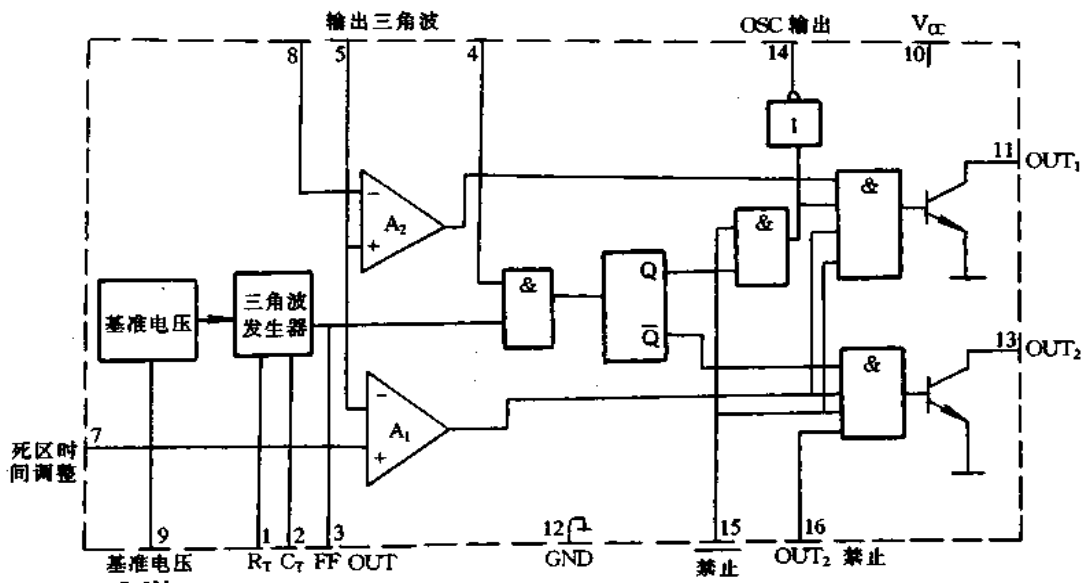 输出三角波
OSC 输出
V_CC
8
5
4
14
10
11
OUT₁
&
I
−
A₂
+
&
Q
Q̅
&
基准电压
三角波
发生器
13
OUT₂
&
−
A₁
+
7
死区时
间调整
9
1
2
3
12
15
16
基准电压
R_T
C_T
FF OUT
GND
禁止
OUT₂ 禁止